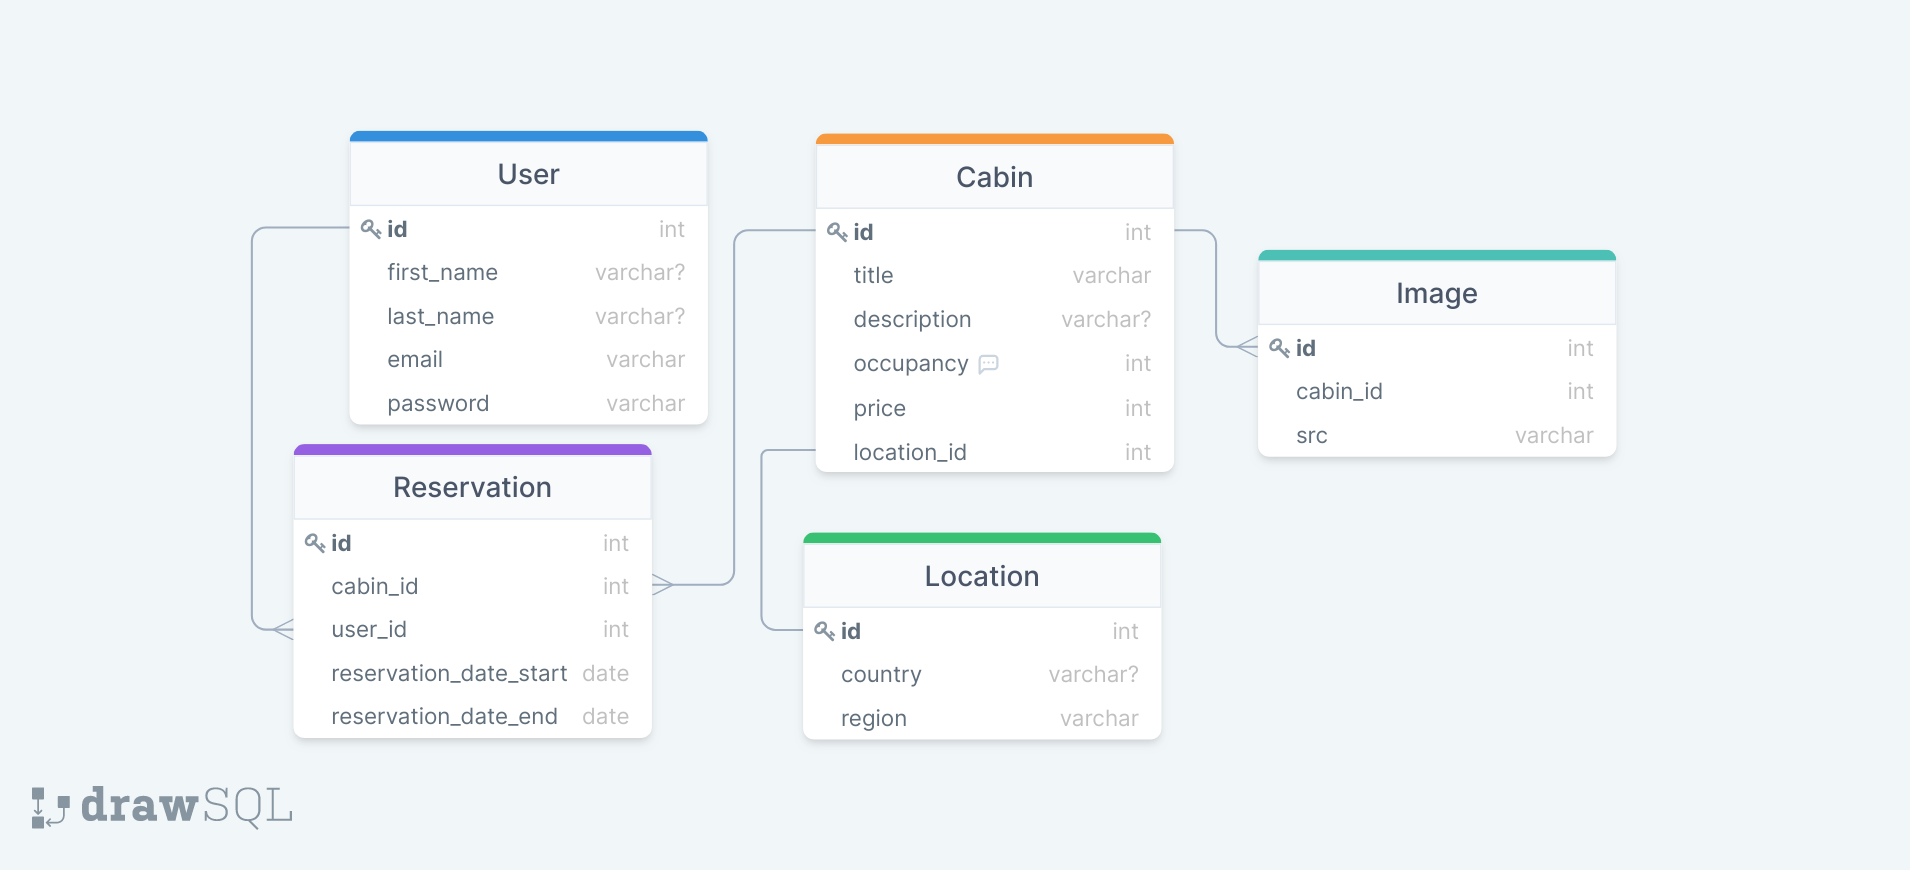 User
id int
first_name varchar?
last_name varchar?
email varchar
password varchar
Reservation
id int
cabin_id int
user_id int
reservation_date_start date
reservation_date_end date
Cabin
id int
title varchar
description varchar?
occupancy int
price int
location_id int
Location
id int
country varchar?
region varchar
Image
id int
cabin_id int
src varchar
drawSQL